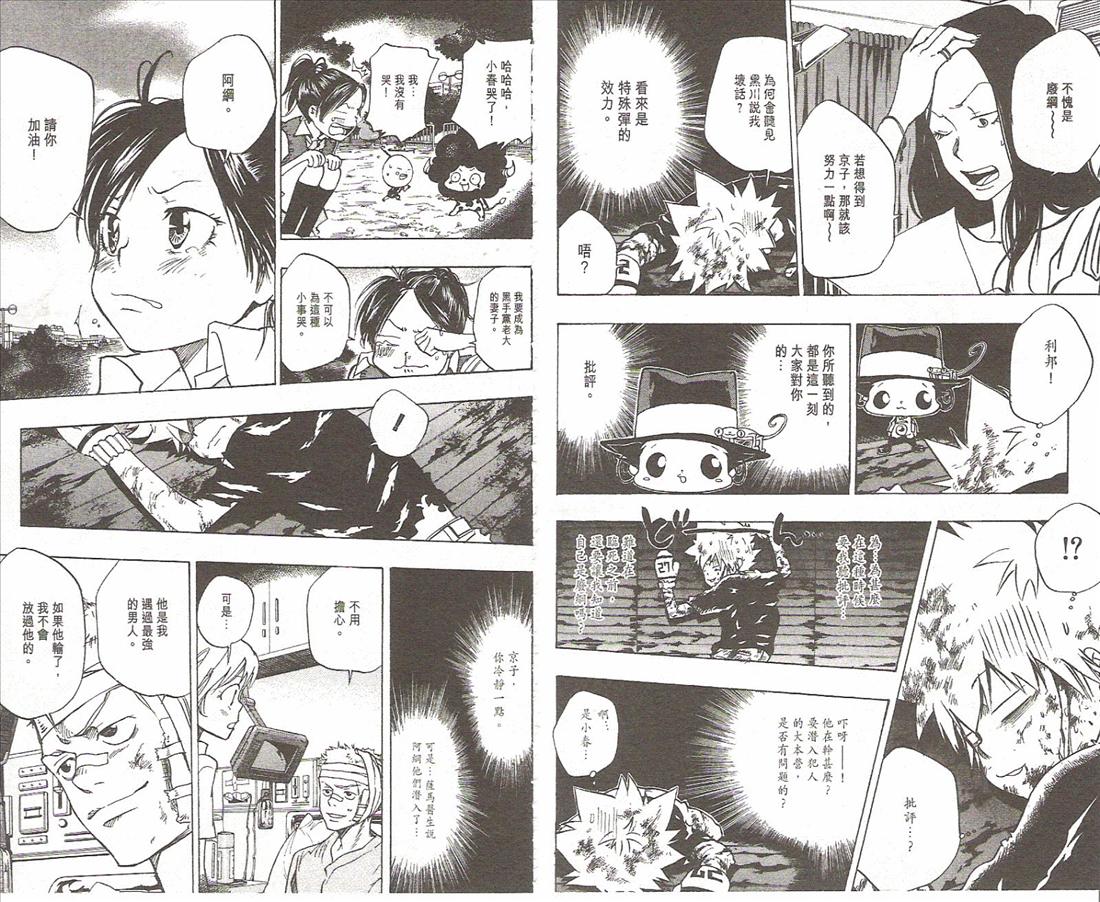 不愧是
廢綱～
若想得到
京子，那就該
努力一點啊～
為何會聽見
黑川說我
壞話？
看來是
特殊彈的
效力。
唔？
2
利邦！
你所聽到的
都是這一刻
大家對你
的…
批評。
!?
批評…？
為…為甚麼
在這種時候
要聽批評！
難道在
臨死之前，
還要讓我知道
自己是廢綱嗎？
27
吓呀——！
他在幹甚麼？
要潛入犯人
的大本營，
是否有問題的？
啊…
是小春…
哈哈哈，
小春哭了！
我…
我沒有
哭！
我要成為
黑手黨老大
的妻子。
不可以
為這種
小事哭。
阿綱。
請你
加油！
！
京子，
你冷靜一點。
可是…薩馬醫生說
阿綱他們潛入了…
不用
擔心。
可是…
他是我
遇過最強
的男人。
如果他輸了，
我不會
放過他的。